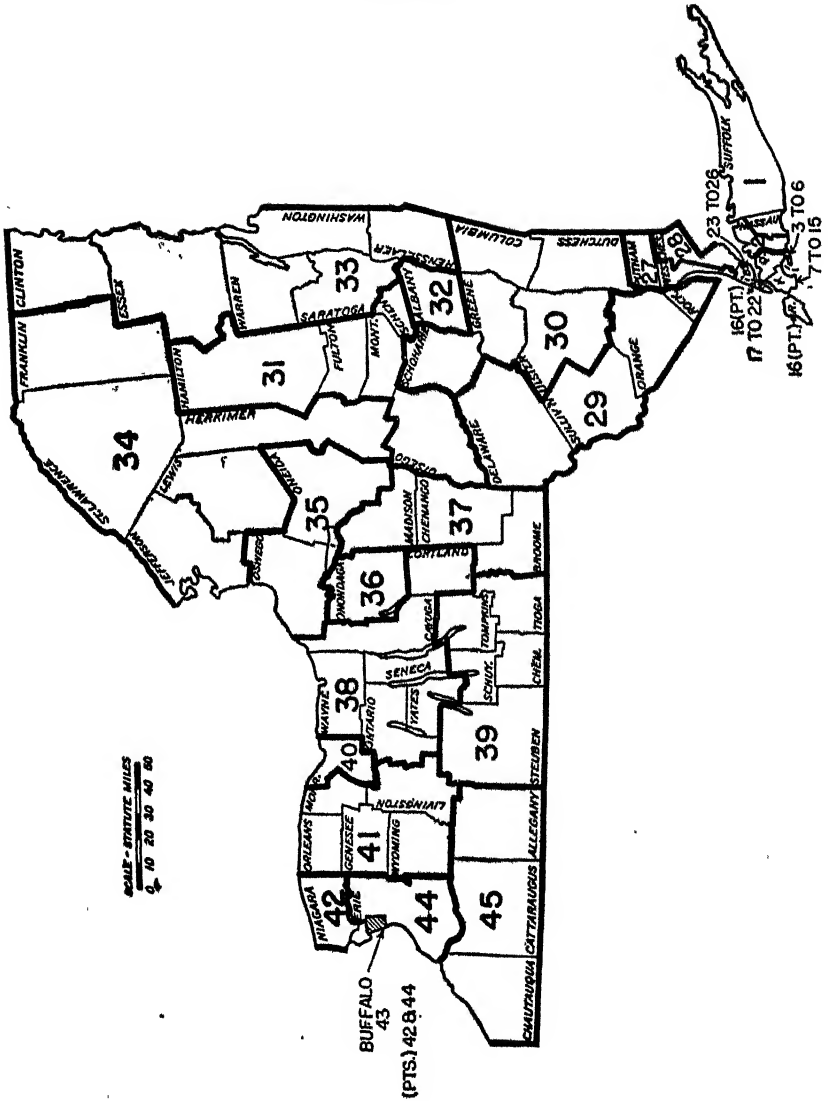 SCALE - STATUTE MILES
0 10 20 30 40 50
FRANKLIN
CLINTON
ST. LAWRENCE
34
ESSEX
JEFFERSON
LEWIS
HAMILTON
HERKIMER
31
WARREN
WASHINGTON
OSWEGO
ONEIDA
35
FULTON
MONT.
SARATOGA
33
SCHEN.
RENSSELAER
ALBANY
32
SCHOHARIE
OTSEGO
MADISON
CHENANGO
37
ONONDAGA
36
CORTLAND
CAYUGA
WAYNE
38
ONTARIO
SENECA
YATES
TOMPKINS
SCHUY.
TIOGA
BROOME
CHEM.
STEUBEN
39
MON.
40
ORLEANS
GENESEE
41
WYOMING
LIVINGSTON
NIAGARA
42
ERIE
44
BUFFALO
43
(PTS.) 42 & 44
CHAUTAUQUA
CATTARAUGUS
45
ALLEGANY
DELAWARE
GREENE
COLUMBIA
ULSTER
30
DUTCHESS
SULLIVAN
29
ORANGE
PUTNAM
27
WESTCHES.
28
ROCK.
16 (PT.)
17 TO 22
23 TO 26
SUFFOLK
1
NASSAU
3 TO 6
7 TO 15
16 (PT.)